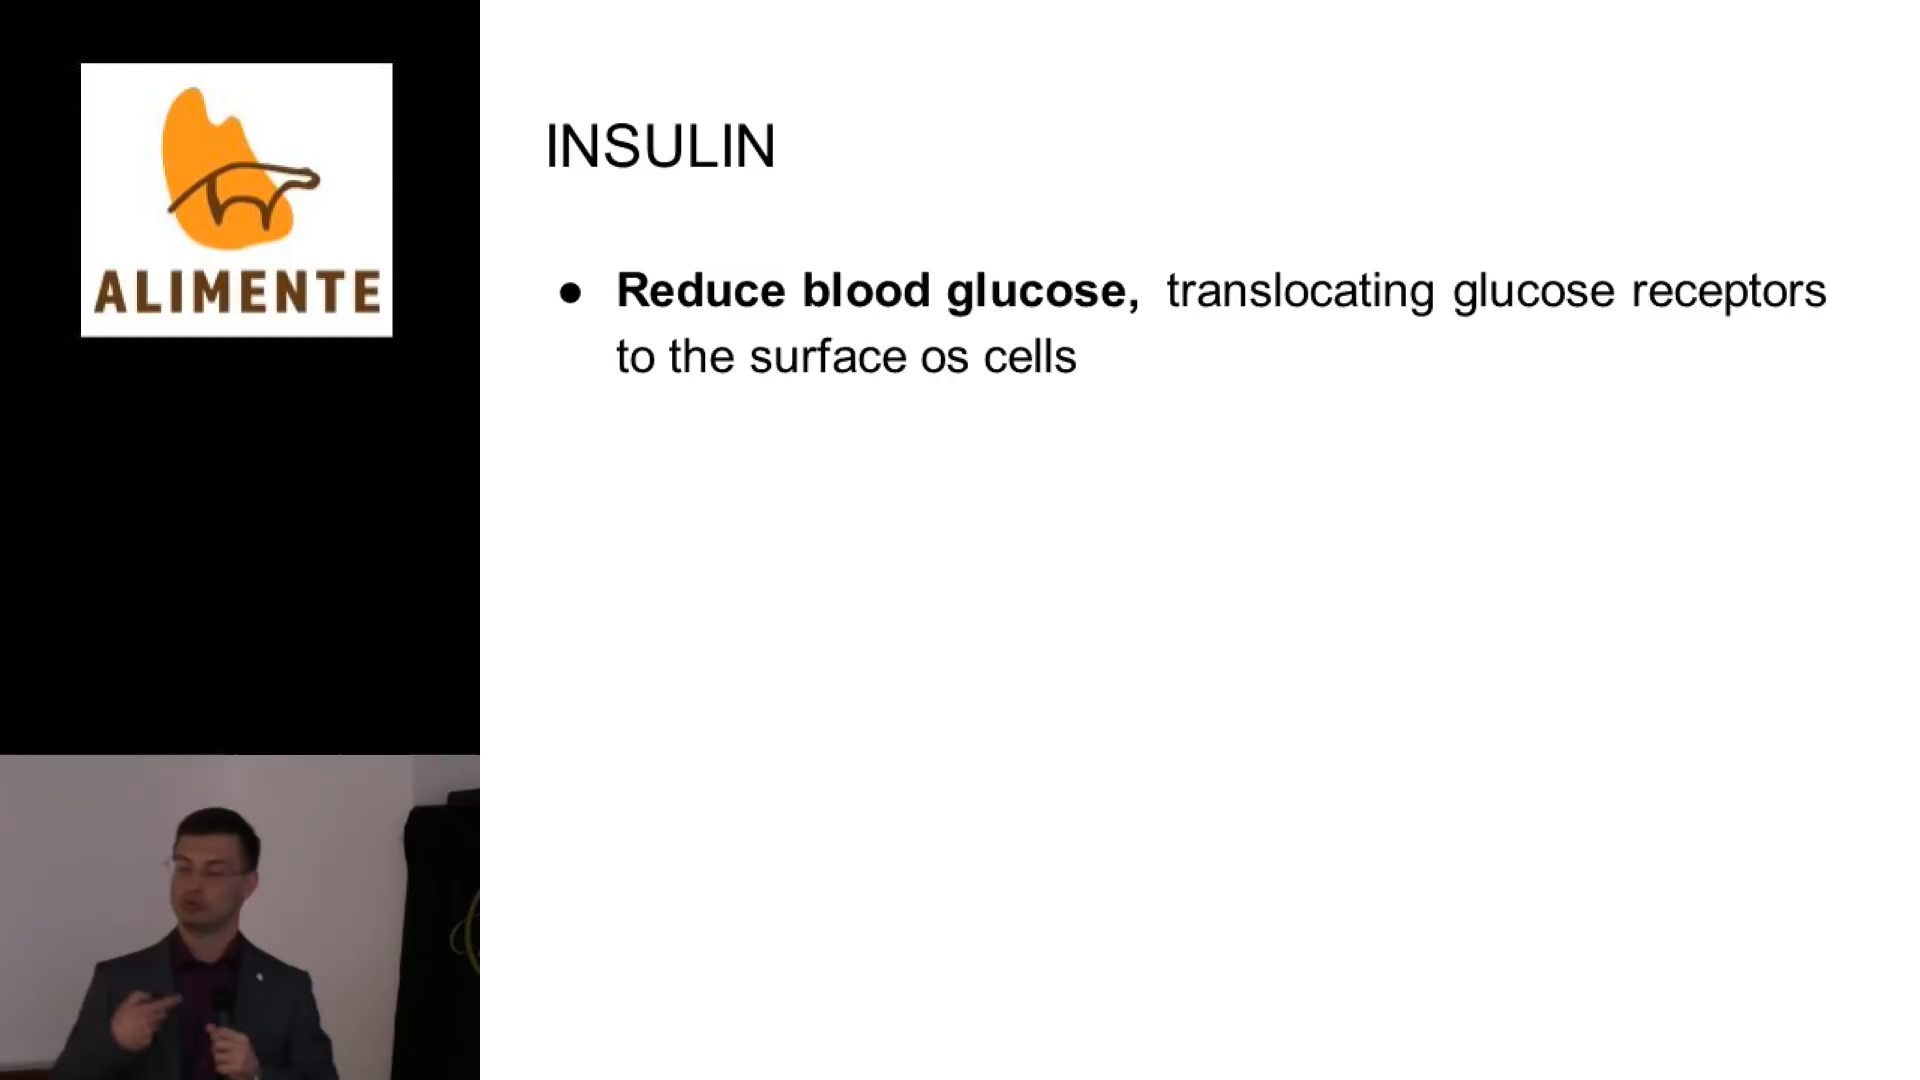 ALIMENTE
INSULIN
● Reduce blood glucose, translocating glucose receptors
to the surface os cells